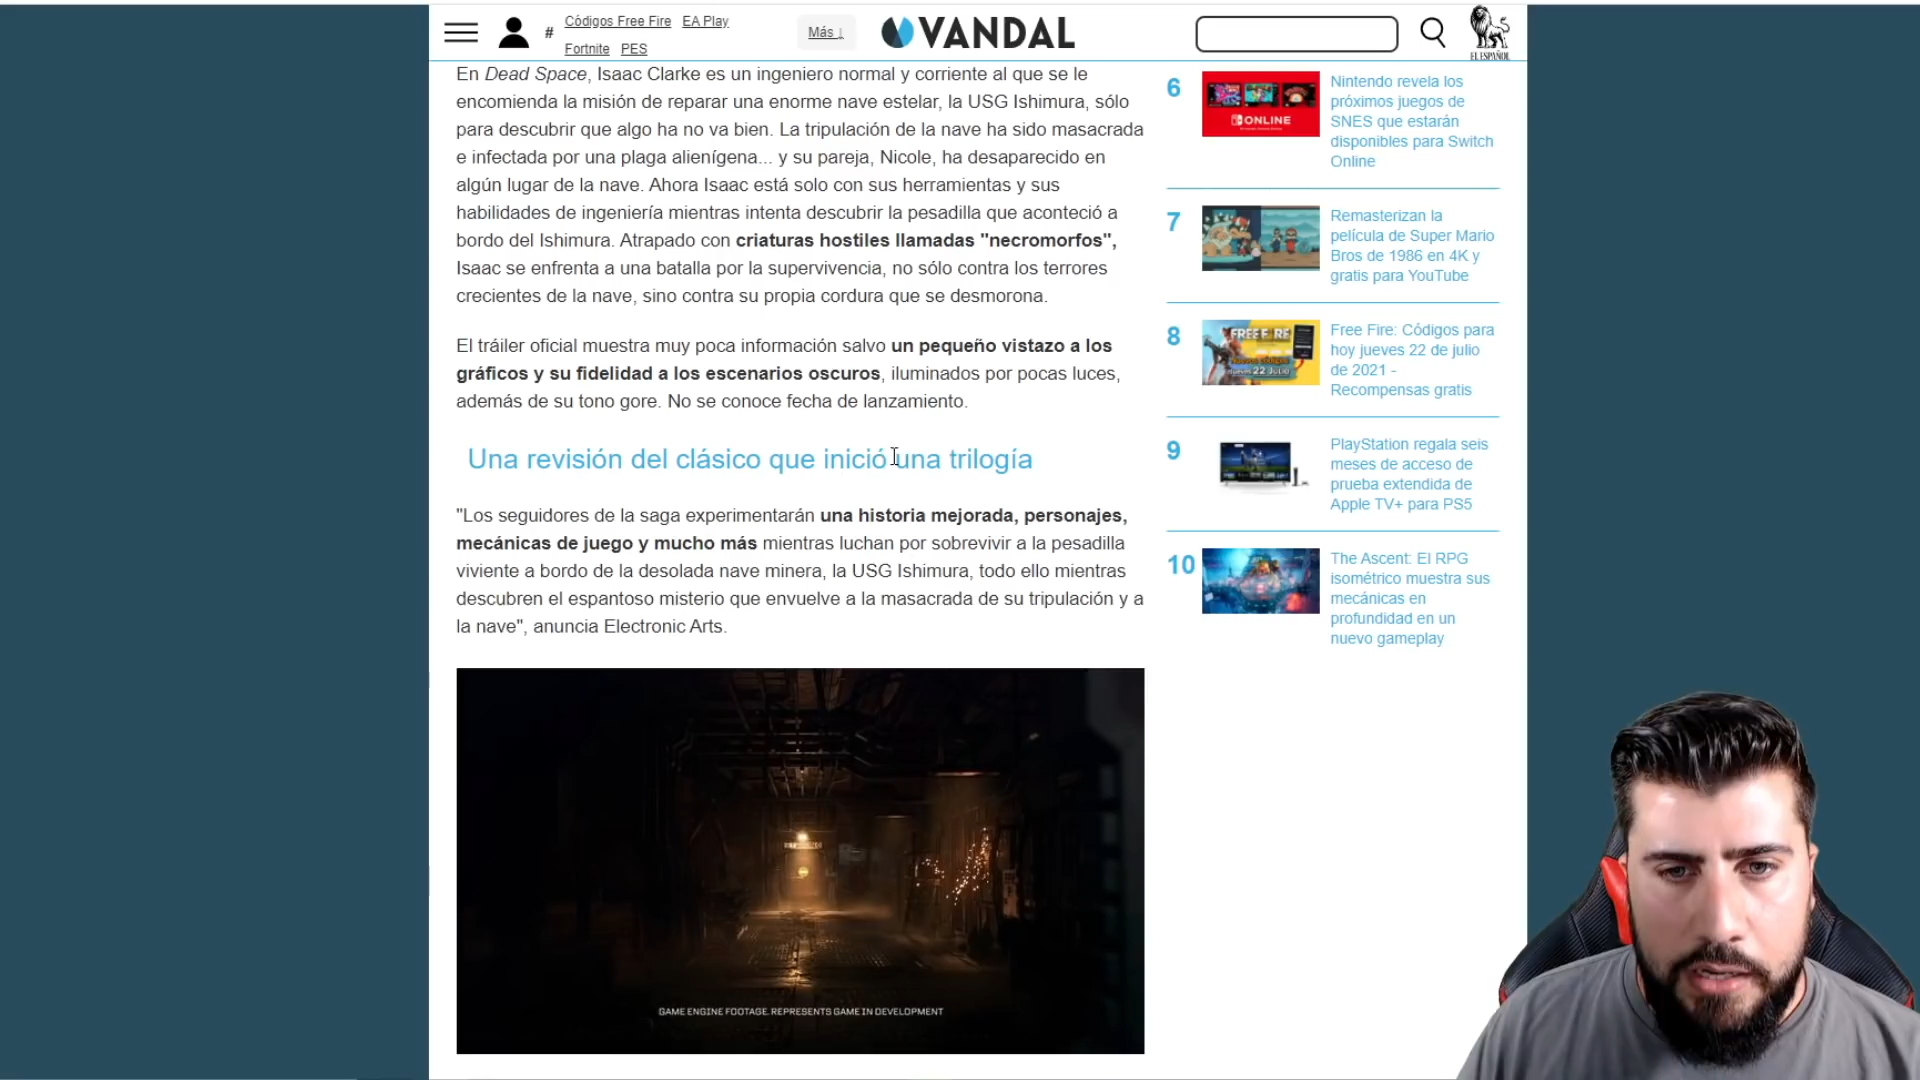 # Códigos Free Fire EA Play
Fortnite PES
Más ↓
VANDAL
EL ESPAÑOL
En Dead Space, Isaac Clarke es un ingeniero normal y corriente al que se le
encomienda la misión de reparar una enorme nave estelar, la USG Ishimura, sólo
para descubrir que algo ha no va bien. La tripulación de la nave ha sido masacrada
e infectada por una plaga alienígena... y su pareja, Nicole, ha desaparecido en
algún lugar de la nave. Ahora Isaac está solo con sus herramientas y sus
habilidades de ingeniería mientras intenta descubrir la pesadilla que aconteció a
bordo del Ishimura. Atrapado con criaturas hostiles llamadas "necromorfos",
Isaac se enfrenta a una batalla por la supervivencia, no sólo contra los terrores
crecientes de la nave, sino contra su propia cordura que se desmorona.
El tráiler oficial muestra muy poca información salvo un pequeño vistazo a los
gráficos y su fidelidad a los escenarios oscuros, iluminados por pocas luces,
además de su tono gore. No se conoce fecha de lanzamiento.
Una revisión del clásico que inició una trilogía
"Los seguidores de la saga experimentarán una historia mejorada, personajes,
mecánicas de juego y mucho más mientras luchan por sobrevivir a la pesadilla
viviente a bordo de la desolada nave minera, la USG Ishimura, todo ello mientras
descubren el espantoso misterio que envuelve a la masacrada de su tripulación y a
la nave", anuncia Electronic Arts.
GAME ENGINE FOOTAGE. REPRESENTS GAME IN DEVELOPMENT
6
ONLINE
Nintendo revela los
próximos juegos de
SNES que estarán
disponibles para Switch
Online
7
Remasterizan la
película de Super Mario
Bros de 1986 en 4K y
gratis para YouTube
8
FREE FIRE
22 JULIO
Free Fire: Códigos para
hoy jueves 22 de julio
de 2021 -
Recompensas gratis
9
PlayStation regala seis
meses de acceso de
prueba extendida de
Apple TV+ para PS5
10
The Ascent: El RPG
isométrico muestra sus
mecánicas en
profundidad en un
nuevo gameplay